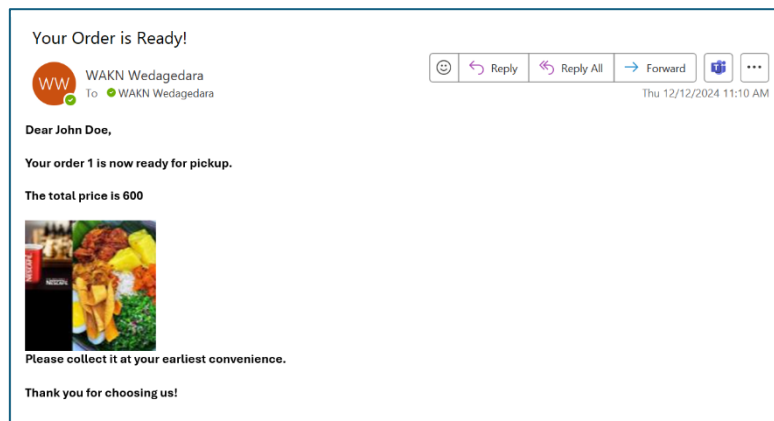 Your Order is Ready!
WW
WAKN Wedagedara
To WAKN Wedagedara
Reply
Reply All
Forward
Thu 12/12/2024 11:10 AM
Dear John Doe,
Your order 1 is now ready for pickup.
The total price is 600
NESCAFE
NESCAFE
Please collect it at your earliest convenience.
Thank you for choosing us!